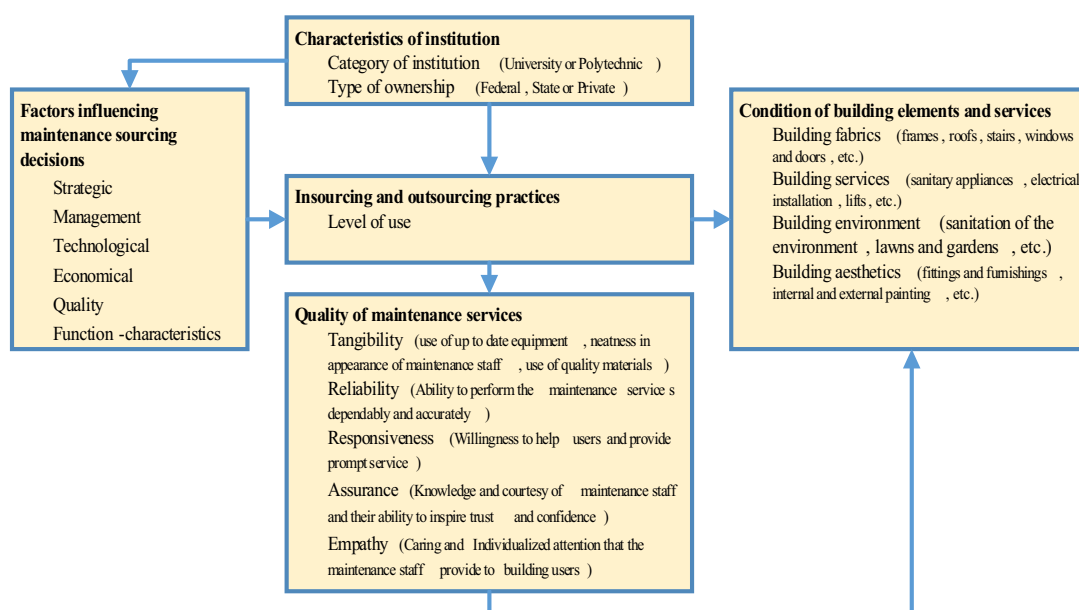 Characteristics of institution
Category of institution (University or Polytechnic )
Type of ownership (Federal , State or Private )
Factors influencing
maintenance sourcing
decisions
Strategic
Management
Technological
Economical
Quality
Function -characteristics
Insourcing and outsourcing practices
Level of use
Quality of maintenance services
Tangibility (use of up to date equipment , neatness in
appearance of maintenance staff , use of quality materials )
Reliability (Ability to perform the maintenance service s
dependably and accurately )
Responsiveness (Willingness to help users and provide
prompt service )
Assurance (Knowledge and courtesy of maintenance staff
and their ability to inspire trust and confidence )
Empathy (Caring and Individualized attention that the
maintenance staff provide to building users )
Condition of building elements and services
Building fabrics (frames , roofs , stairs , windows
and doors , etc.)
Building services (sanitary appliances , electrical
installation , lifts , etc.)
Building environment (sanitation of the
environment , lawns and gardens , etc.)
Building aesthetics (fittings and furnishings ,
internal and external painting , etc.)